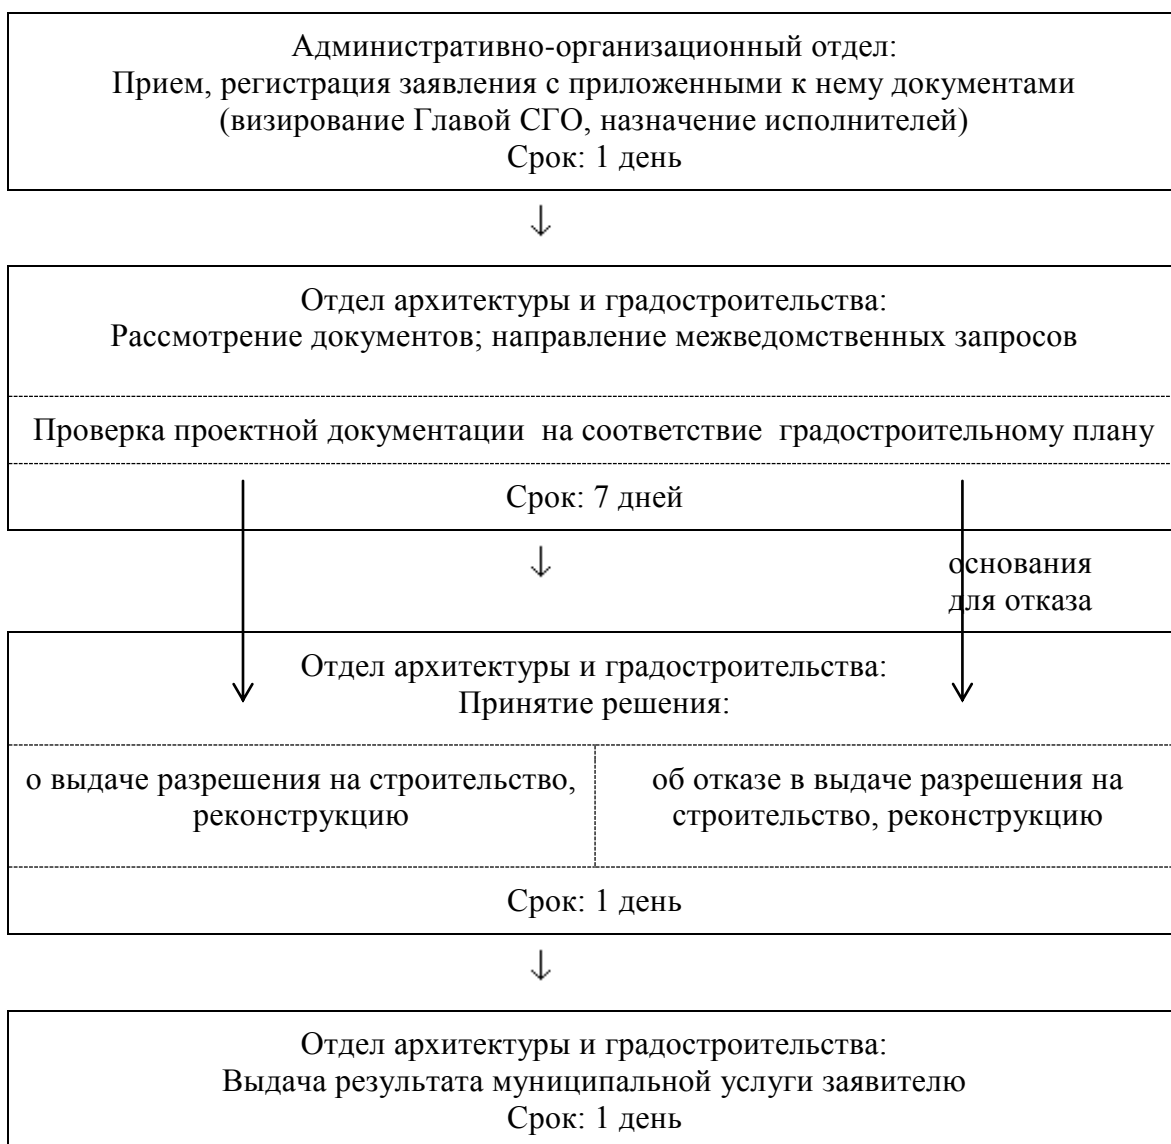 Административно-организационный отдел:
Прием, регистрация заявления с приложенными к нему документами
(визирование Главой СГО, назначение исполнителей)
Срок: 1 день
↓
Отдел архитектуры и градостроительства:
Рассмотрение документов; направление межведомственных запросов
Проверка проектной документации на соответствие градостроительному плану
Срок: 7 дней
↓
основания
для отказа
Отдел архитектуры и градостроительства:
Принятие решения:
о выдаче разрешения на строительство,
реконструкцию
об отказе в выдаче разрешения на
строительство, реконструкцию
Срок: 1 день
↓
Отдел архитектуры и градостроительства:
Выдача результата муниципальной услуги заявителю
Срок: 1 день